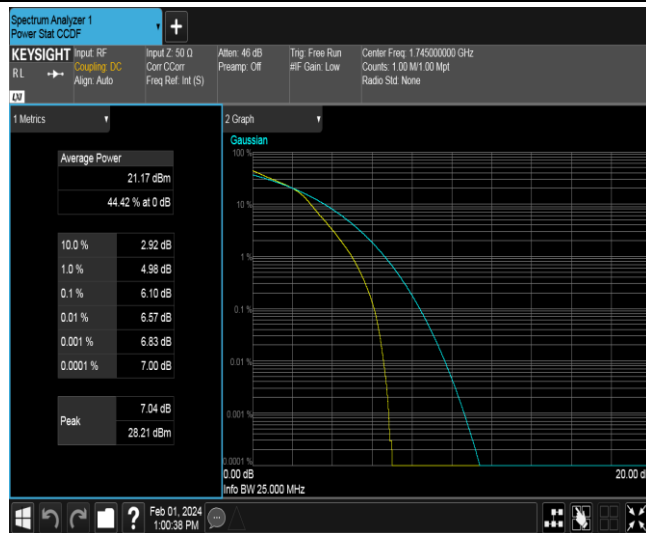 Spectrum Analyzer 1
Power Stat CCDF
+
KEYSIGHT
RL
LXI
Input: RF
Coupling: DC
Align: Auto
Input Z: 50 Ω
Corr CCorr
Freq Ref: Int (S)
Atten: 46 dB
Preamp: Off
Trig: Free Run
#IF Gain: Low
Center Freq: 1.745000000 GHz
Counts: 1.00 M/1.00 Mpt
Radio Std: None
1 Metrics
Average Power
21.17 dBm
44.42 % at 0 dB
10.0 % 2.92 dB
1.0 % 4.98 dB
0.1 % 6.10 dB
0.01 % 6.57 dB
0.001 % 6.83 dB
0.0001 % 7.00 dB
Peak
7.04 dB
28.21 dBm
2 Graph
Gaussian
100 %
10 %
1 %
0.1 %
0.01 %
0.001 %
0.0001 %
0.00 dB
20.00 d
Info BW 25.000 MHz
?
Feb 01, 2024
1:00:38 PM